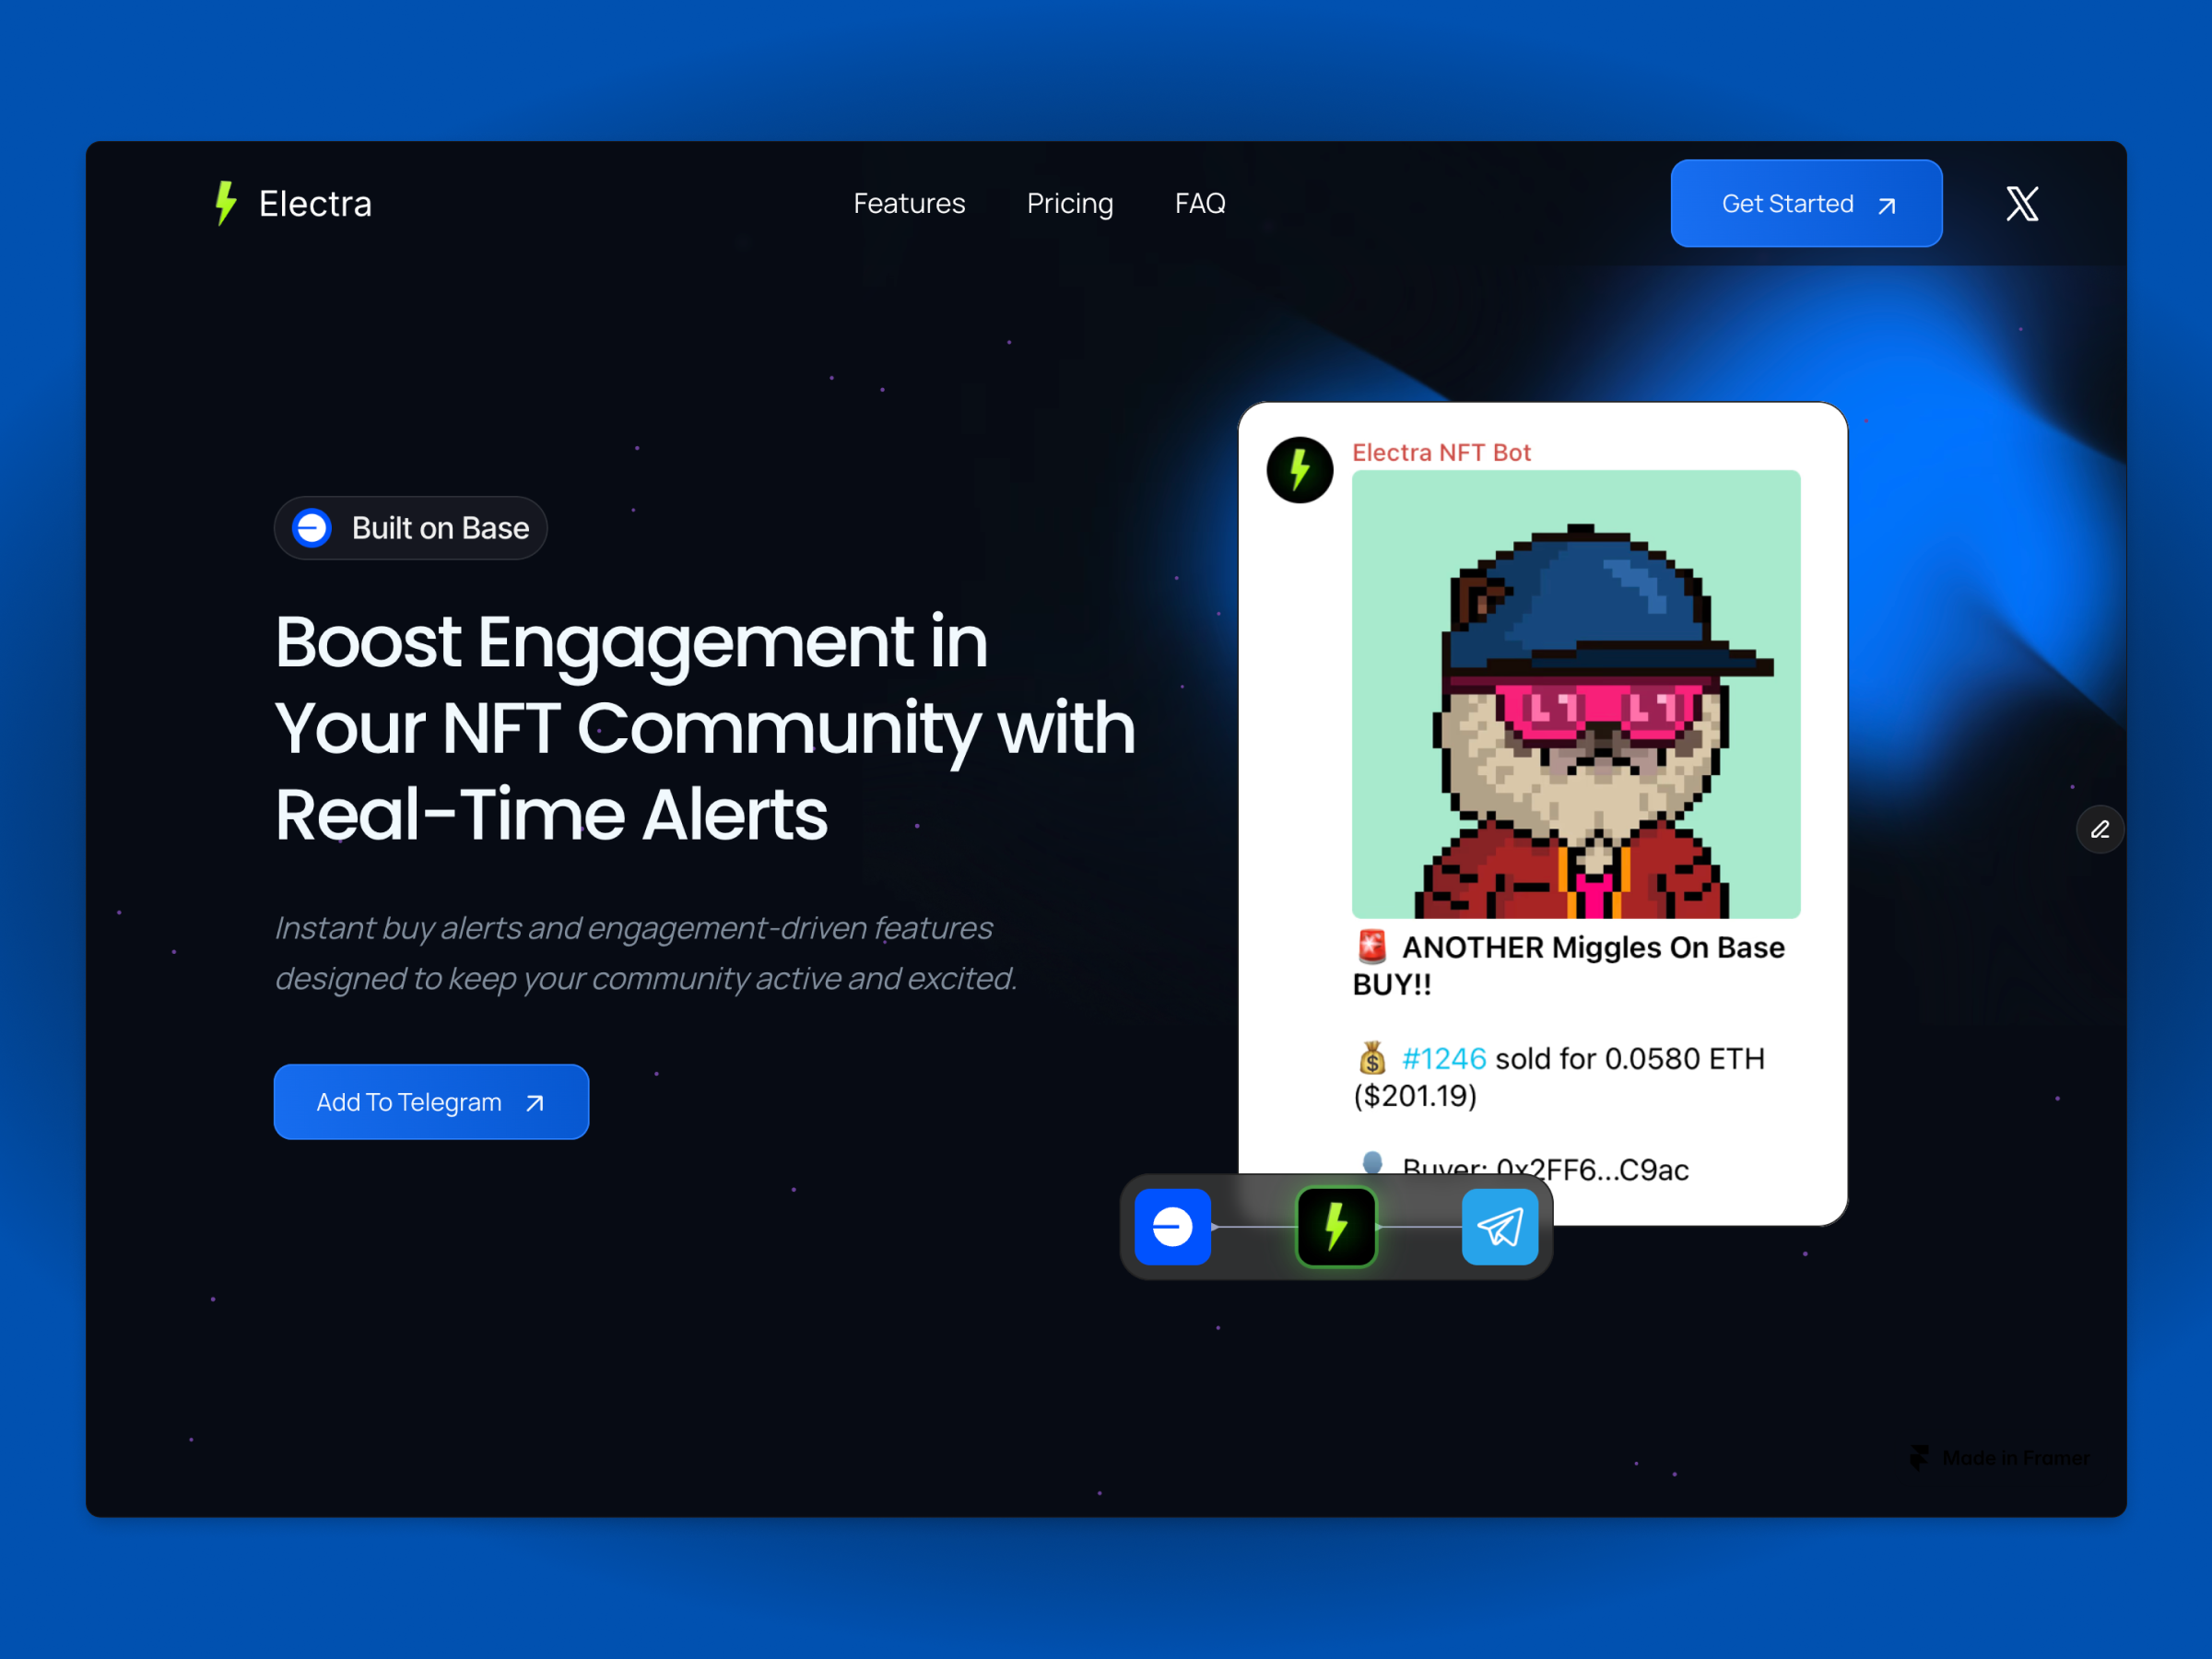 Electra
Features
Pricing
FAQ
Get Started
Built on Base
Boost Engagement in
Your NFT Community with
Real-Time Alerts
Instant buy alerts and engagement-driven features
designed to keep your community active and excited.
Add To Telegram
Electra NFT Bot
🚨 ANOTHER Miggles On Base
BUY!!
💰 #1246 sold for 0.0580 ETH
($201.19)
👤 Buyer: 0x2FF6...C9ac
Made in Framer